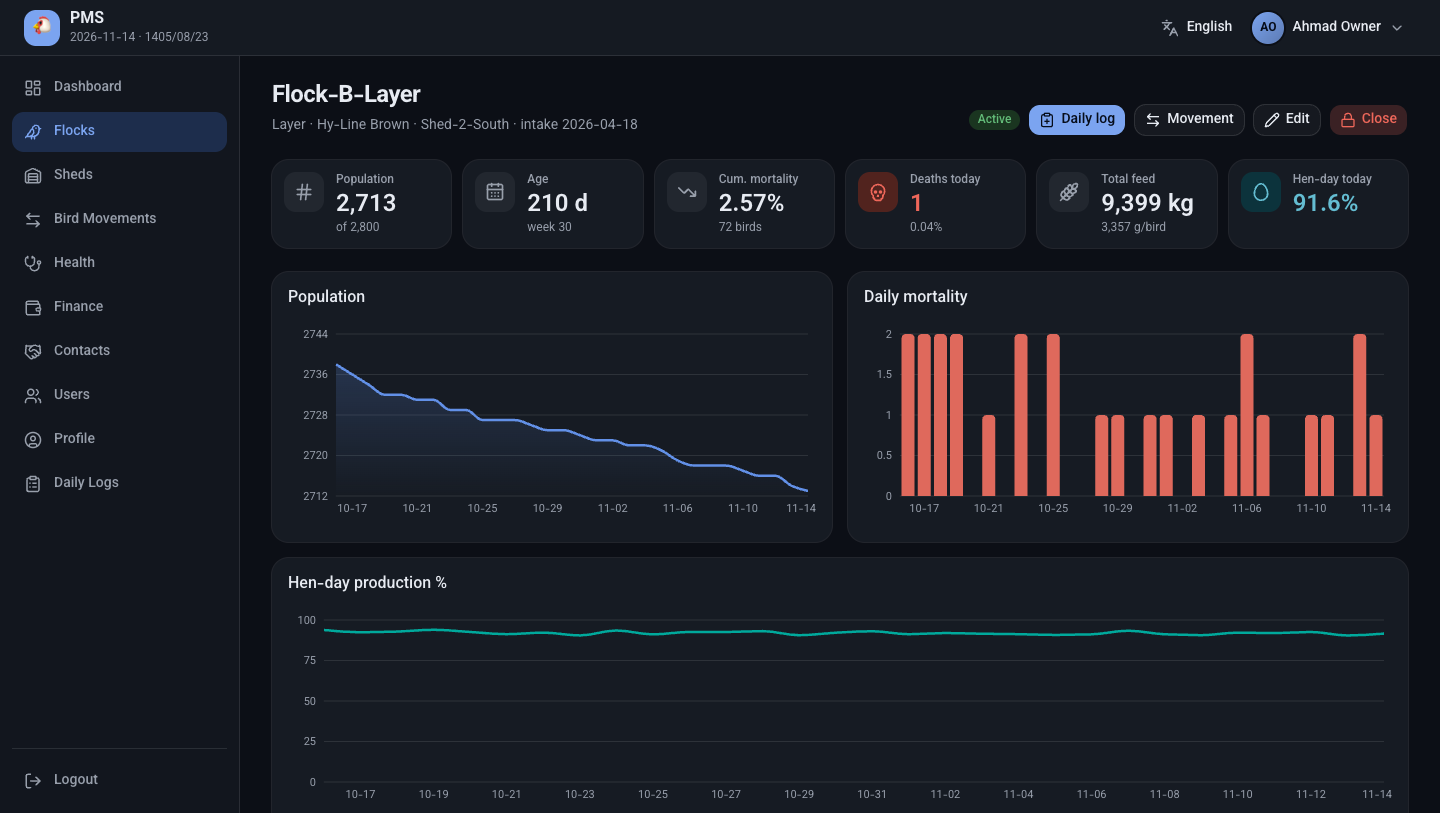 PMS
2026-11-14 · 1405/08/23
English
AO
Ahmad Owner
Dashboard
Flocks
Sheds
Bird Movements
Health
Finance
Contacts
Users
Profile
Daily Logs
Logout
Flock-B-Layer
Layer · Hy-Line Brown · Shed-2-South · intake 2026-04-18
Active
Daily log
Movement
Edit
Close
Population
2,713
of 2,800
Age
210 d
week 30
Cum. mortality
2.57%
72 birds
Deaths today
1
0.04%
Total feed
9,399 kg
3,357 g/bird
Hen-day today
91.6%
Population
2744
2736
2728
2720
2712
10-17 10-21 10-25 10-29 11-02 11-06 11-10 11-14
Daily mortality
2
1.5
1
0.5
0
10-17 10-21 10-25 10-29 11-02 11-06 11-10 11-14
Hen-day production %
100
75
50
25
0
10-17 10-19 10-21 10-23 10-25 10-27 10-29 10-31 11-02 11-04 11-06 11-08 11-10 11-12 11-14